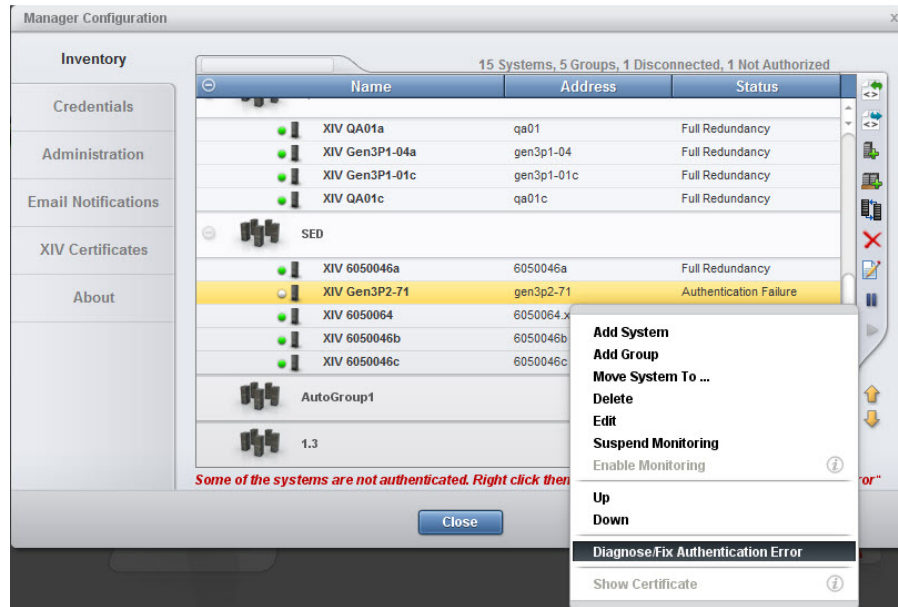 Manager Configuration
x
Inventory
Credentials
Administration
Email Notifications
XIV Certificates
About
15 Systems, 5 Groups, 1 Disconnected, 1 Not Authorized
Name Address Status
XIV QA01a qa01 Full Redundancy
XIV Gen3P1-04a gen3p1-04 Full Redundancy
XIV Gen3P1-01c gen3p1-01c Full Redundancy
XIV QA01c qa01c Full Redundancy
SED
XIV 6050046a 6050046a Full Redundancy
XIV Gen3P2-71 gen3p2-71 Authentication Failure
XIV 6050064 6050064.x
XIV 6050046b 6050046b
XIV 6050046c 6050046c
AutoGroup1
1.3
Some of the systems are not authenticated. Right click then or"
Close
Add System
Add Group
Move System To ...
Delete
Edit
Suspend Monitoring
Enable Monitoring
Up
Down
Diagnose/Fix Authentication Error
Show Certificate